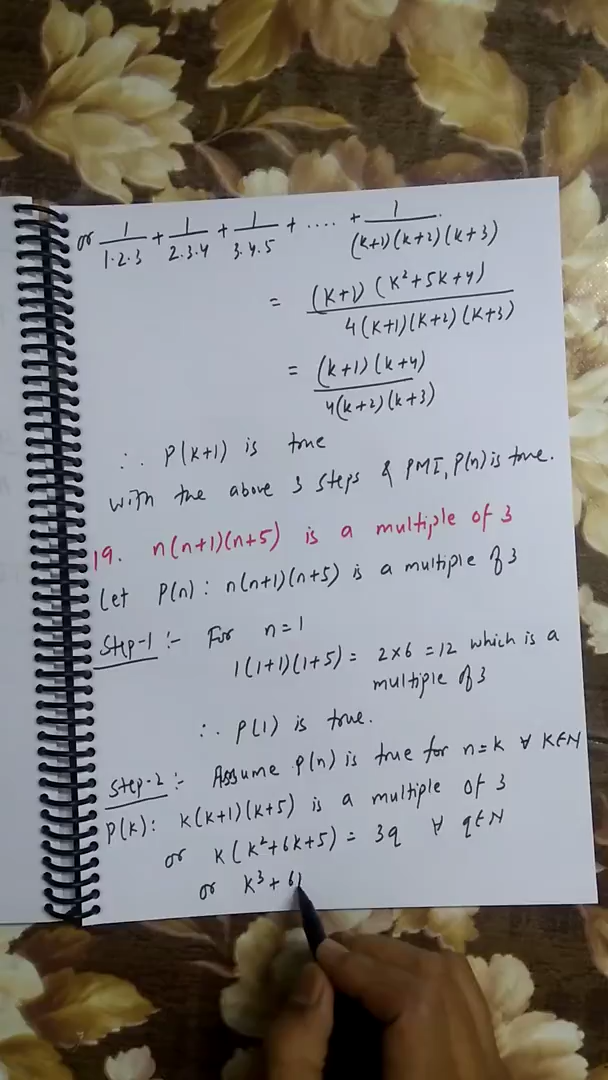 or 1/1·2·3 + 1/2·3·4 + 1/3·4·5 + .... + 1/(k+1)(k+2)(k+3)
= (k+1)(k²+5k+4)/4(k+1)(k+2)(k+3)
= (k+1)(k+4)/4(k+2)(k+3)
∴ P(k+1) is true
with the above 3 steps & PMI, P(n) is true.
19. n(n+1)(n+5) is a multiple of 3
Let P(n): n(n+1)(n+5) is a multiple of 3
Step-1 :- For n=1
1(1+1)(1+5) = 2×6 = 12 which is a
multiple of 3
∴ P(1) is true.
Step-2 :- Assume P(n) is true for n=k ∀ k∈N
P(k): k(k+1)(k+5) is a multiple of 3
or k(k²+6k+5) = 3q ∀ q∈N
or k³+6